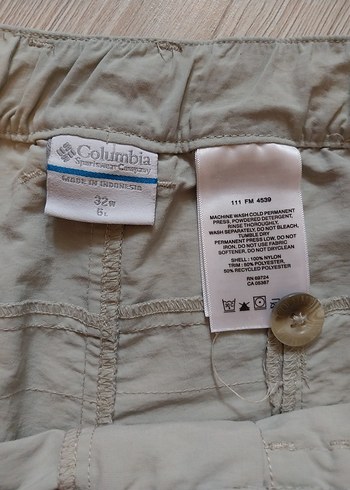 Columbia
Sportswear Company
MADE IN INDONESIA
32W
6L
111 FM 4539
MACHINE WASH COLD PERMANENT
PRESS, POWDERED DETERGENT,
RINSE THOROUGHLY.
WASH SEPARATELY, DO NOT BLEACH,
TUMBLE DRY
PERMANENT PRESS LOW, DO NOT
IRON, DO NOT USE FABRIC
SOFTENER, DO NOT DRYCLEAN
SHELL : 100% NYLON
TRIM : 50% POLYESTER,
50% RECYCLED POLYESTER
RN 69724
CA 05367